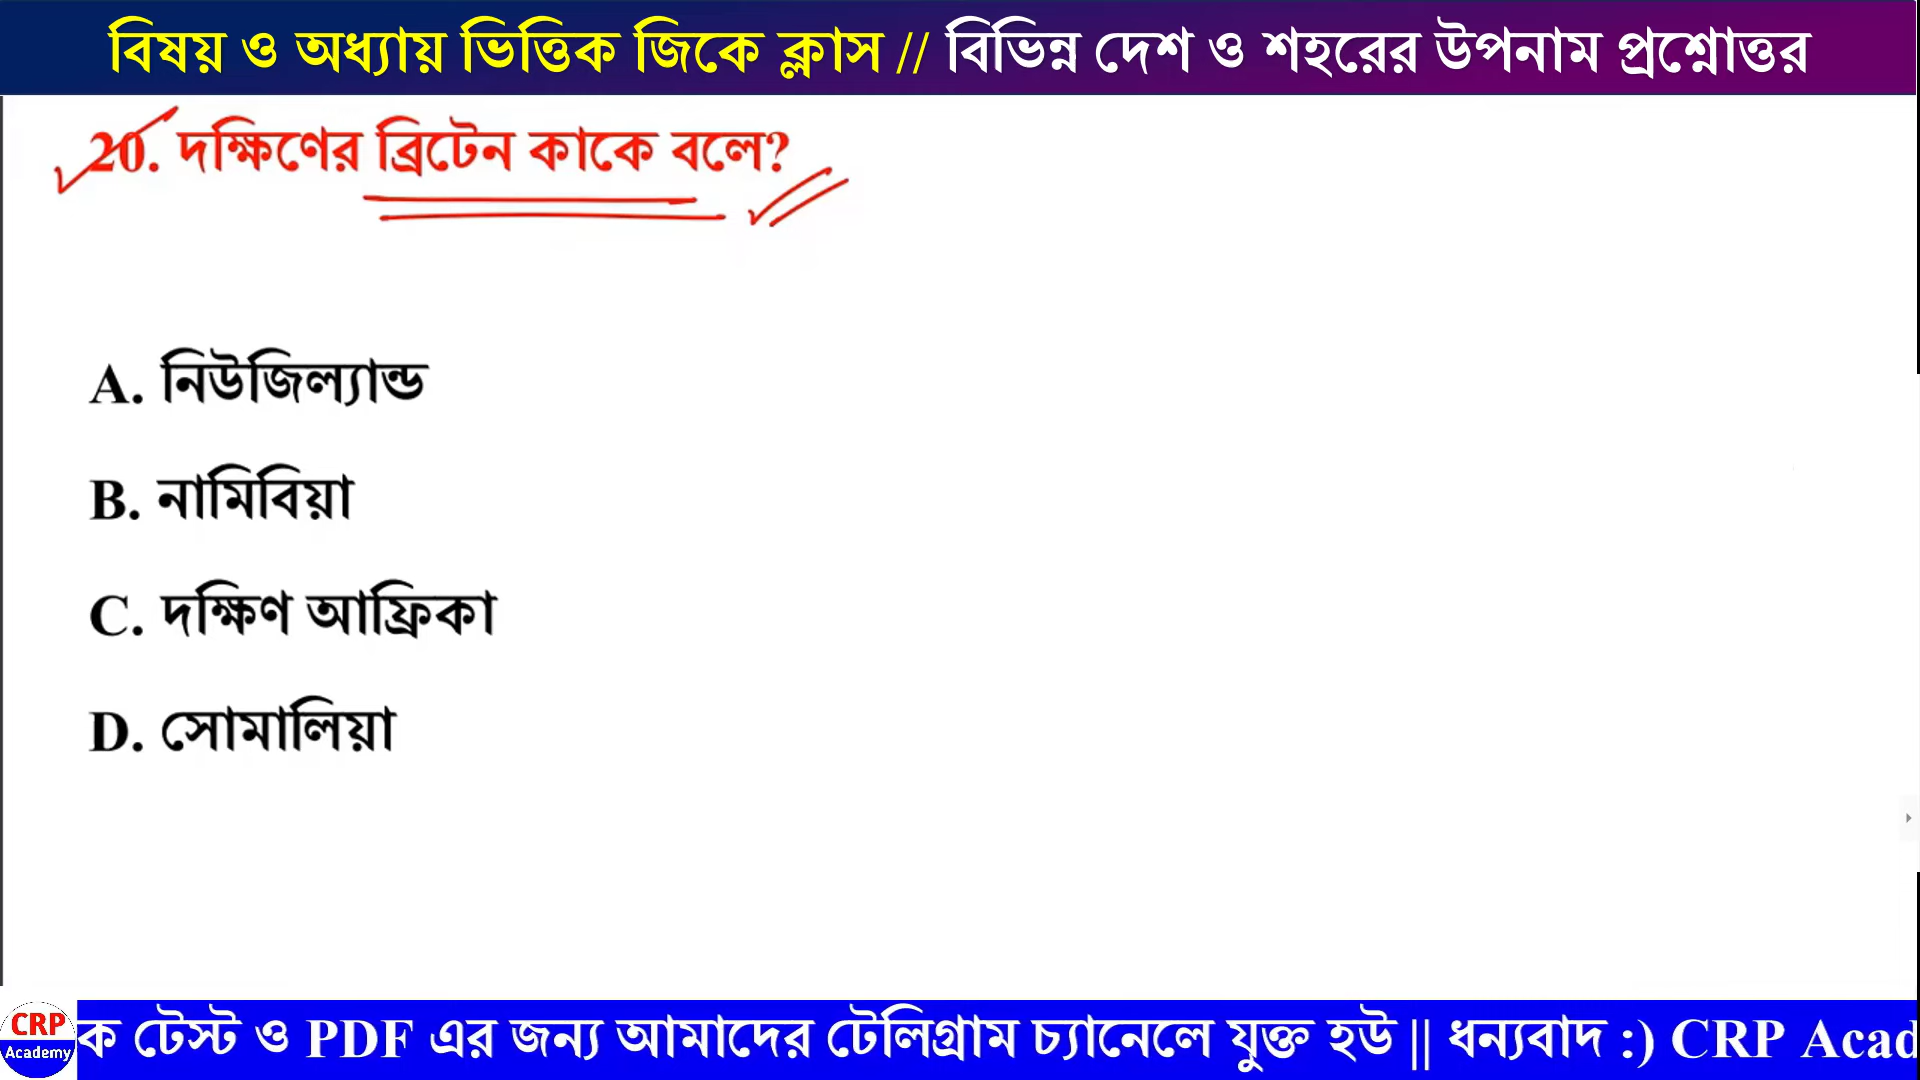 বিষয় ও অধ্যায় ভিত্তিক জিকে ক্লাস // বিভিন্ন দেশ ও শহরের উপনাম প্রশ্নোত্তর
20. দক্ষিণের ব্রিটেন কাকে বলে?
A. নিউজিল্যান্ড
B. নামিবিয়া
C. দক্ষিণ আফ্রিকা
D. সোমালিয়া
CRP
Academy
ক টেস্ট ও PDF এর জন্য আমাদের টেলিগ্রাম চ্যানেলে যুক্ত হউ || ধন্যবাদ :) CRP Acad